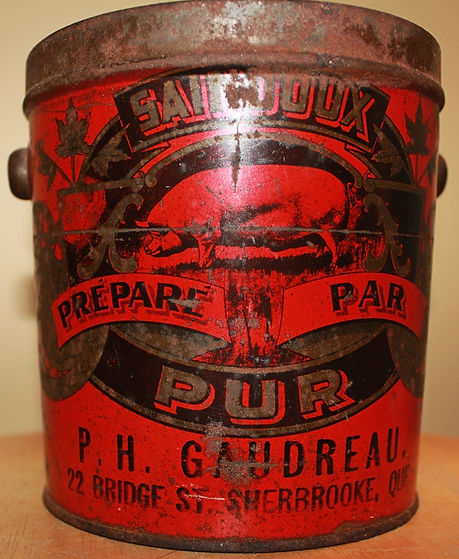 SAINDOUX
PRÉPARÉ PAR
PUR
P. H. GAUDREAU.
22 BRIDGE ST. SHERBROOKE, QUE